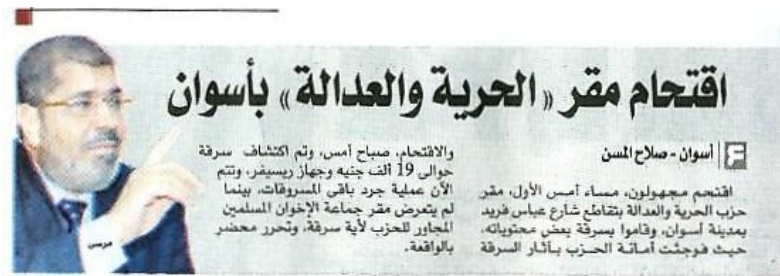 اقتحام مقر «الحرية والعدالة» بأسوان
أسوان - صلاح المسن
اقتحم مجهولون، مساء أمس الأول، مقر
حزب الحرية والعدالة بتقاطع شارع عباس فريد
بمدينة أسوان، وقاموا بسرقة بعض محتوياته،
حيث فوجئت أمانة الحزب بآثار السرقة
والاقتحام، صباح أمس، وتم اكتشاف سرقة
حوالى 19 ألف جنيه وجهاز ريسيفر، وتتم
الآن عملية جرد باقى المسروقات، بينما
لم يتعرض مقر جماعة الإخوان المسلمين
المجاور للحزب لأية سرقة، وتحرر محضر
بالواقعة.
مرسى